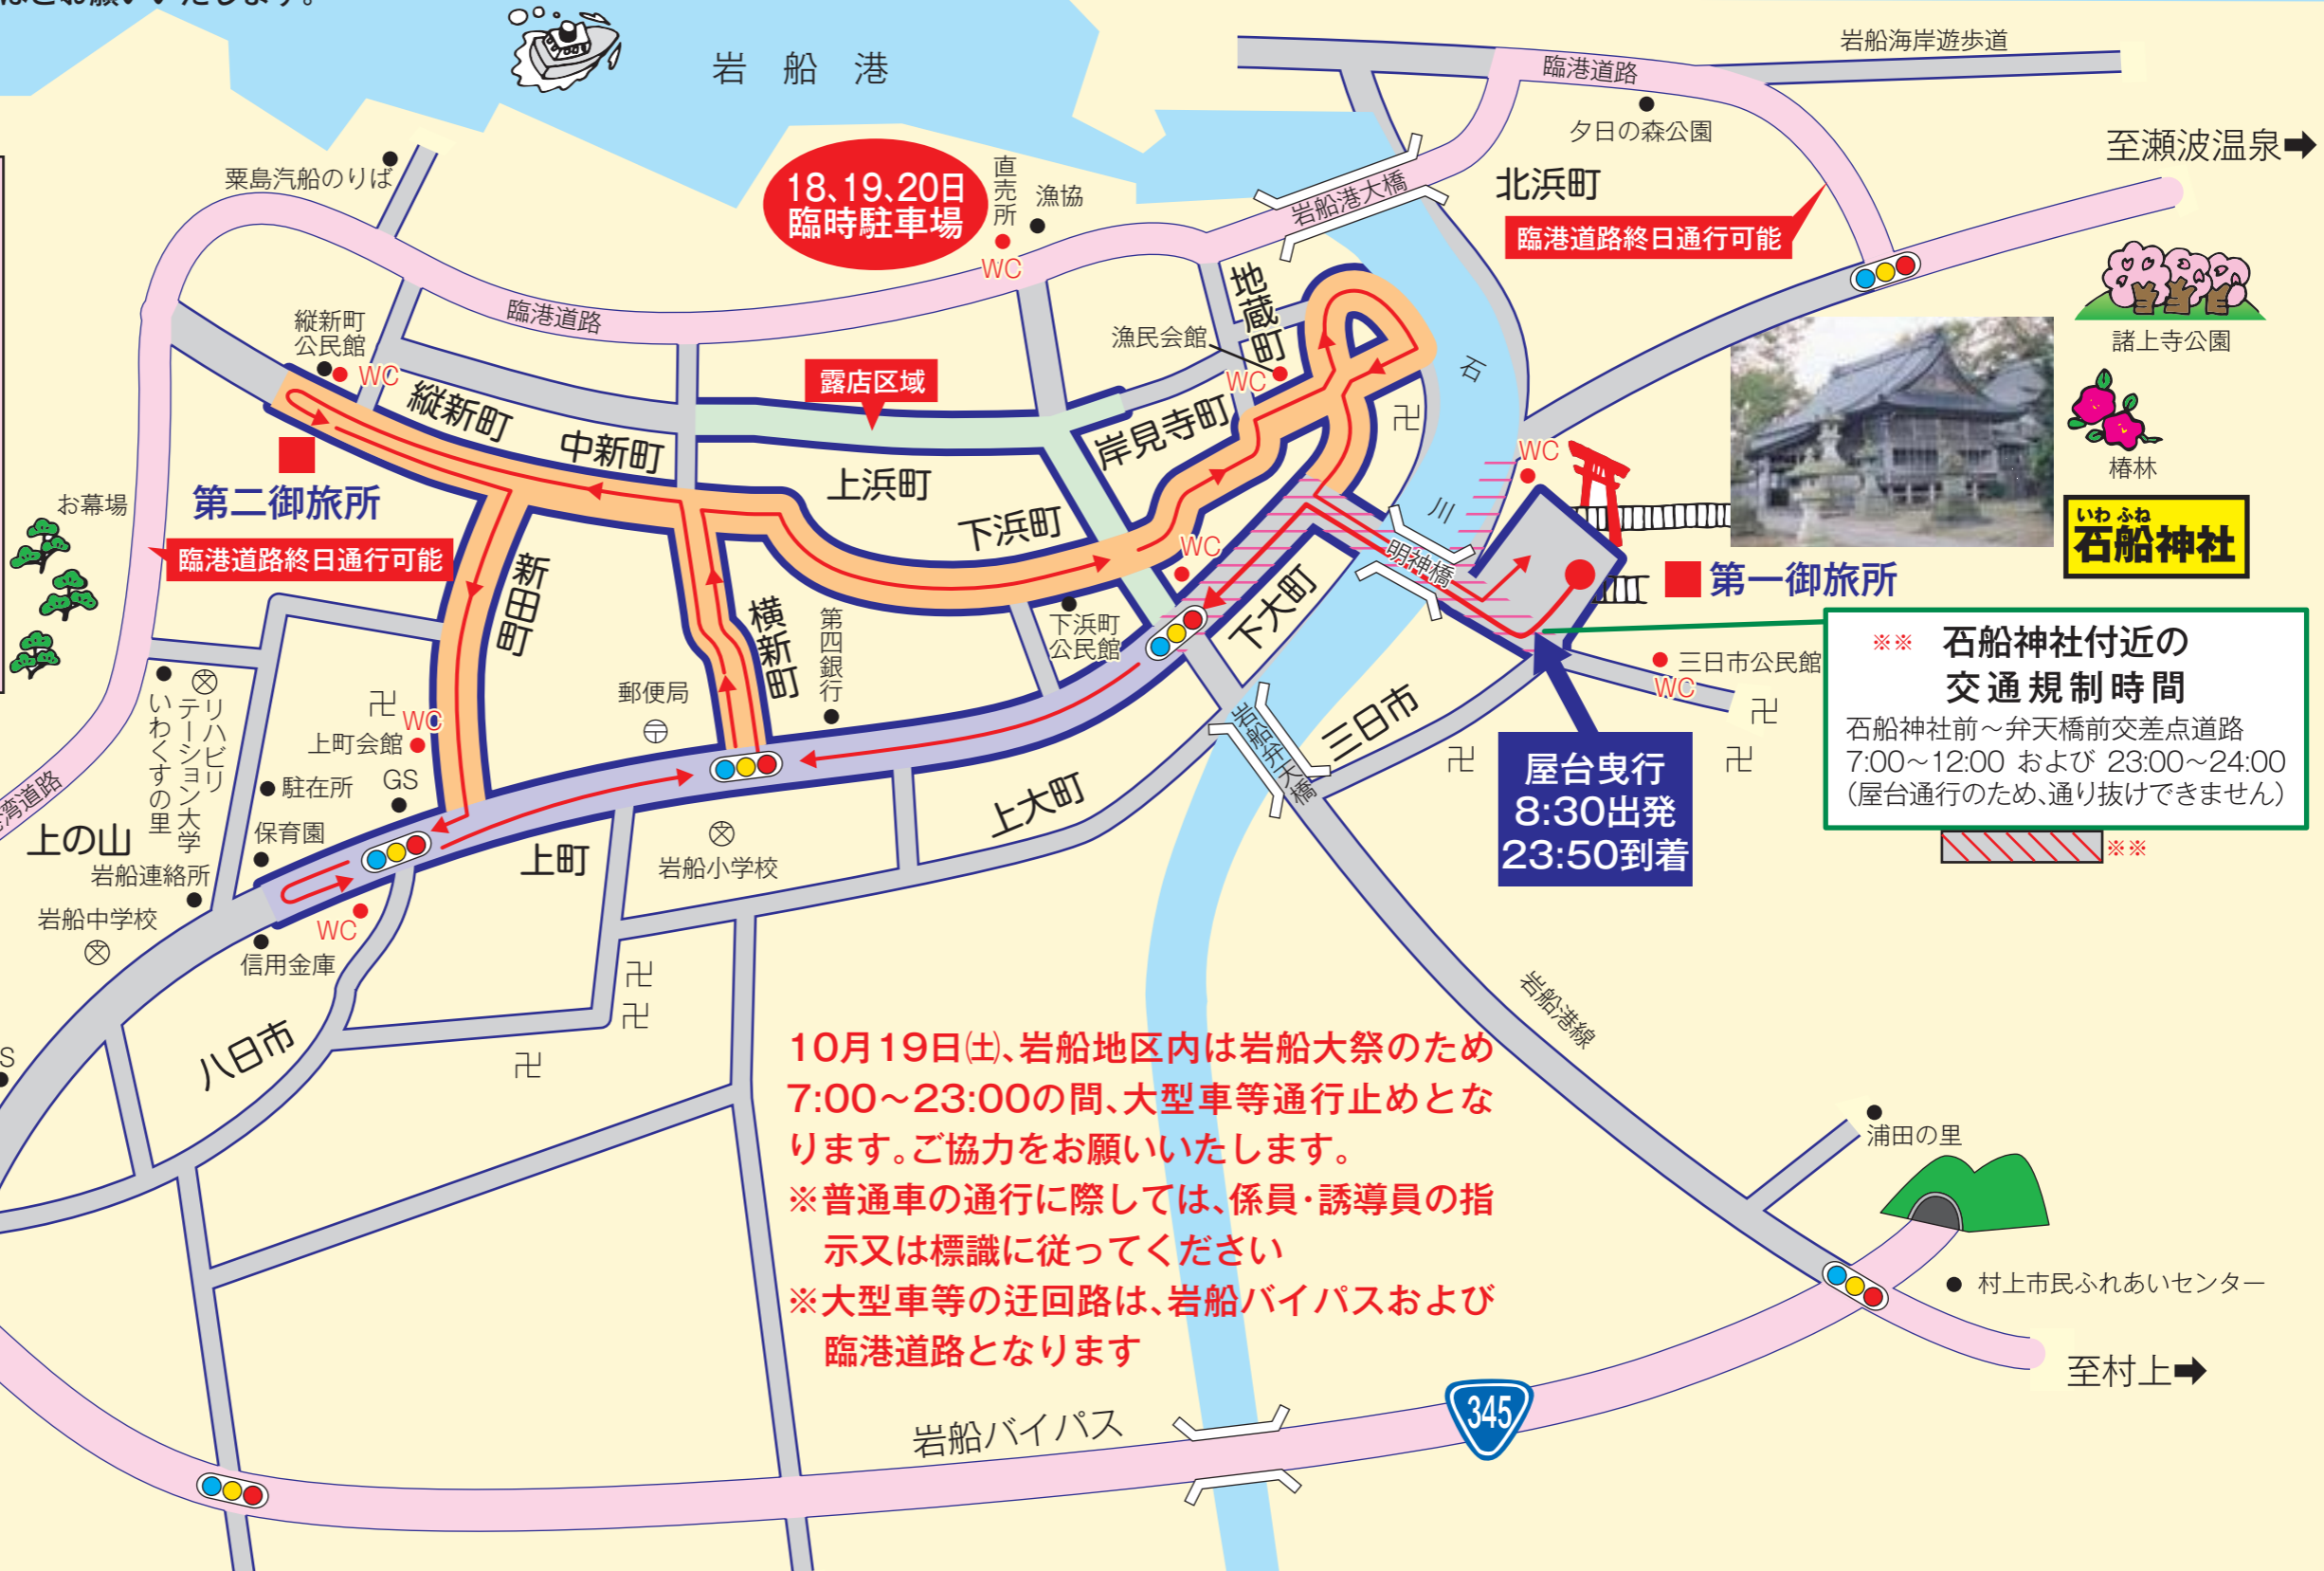 はどお願いいたします。
岩船港
岩船海岸遊歩道
臨港道路
夕日の森公園
至瀬波温泉
北浜町
臨港道路終日通行可能
岩船港大橋
18、19、20日
臨時駐車場
直売所
漁協
WC
粟島汽船のりば
臨港道路
縦新町
公民館
WC
縦新町
中新町
露店区域
上浜町
下浜町
岸見寺町
地蔵町
漁民会館
WC
石川
諸上寺公園
椿林
いわ ふね
石船神社
WC
第一御旅所
明神橋
WC
下大町
お幕場
第二御旅所
臨港道路終日通行可能
新田町
横新町
第四銀行
下浜町
公民館
郵便局
三日市公民館
WC
※※ 石船神社付近の
交通規制時間
石船神社前～弁天橋前交差点道路
7:00～12:00 および 23:00～24:00
(屋台通行のため、通り抜けできません)
※※
屋台曳行
8:30出発
23:50到着
三日市
岩船弁天橋
上大町
いわくすの里
リハビリ
テーション大学
上町会館
WC
駐在所
GS
保育園
上の山
湾道路
岩船連絡所
岩船中学校
WC
信用金庫
上町
岩船小学校
八日市
S
岩船港線
10月19日(土)、岩船地区内は岩船大祭のため
7:00～23:00の間、大型車等通行止めとな
ります。ご協力をお願いいたします。
※普通車の通行に際しては、係員・誘導員の指
示又は標識に従ってください
※大型車等の迂回路は、岩船バイパスおよび
臨港道路となります
浦田の里
村上市民ふれあいセンター
至村上
345
岩船バイパス